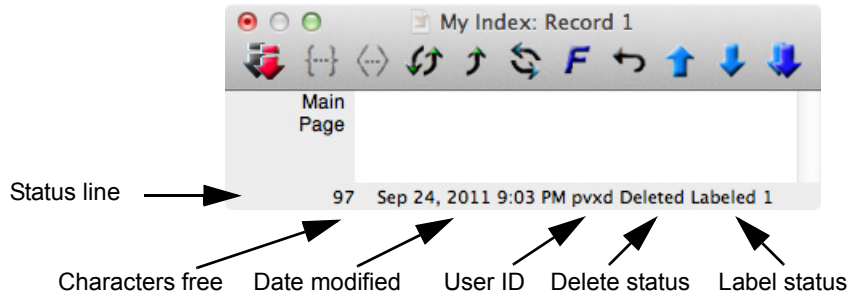 My Index: Record 1
{--} <--> F
Main
Page
Status line
97 Sep 24, 2011 9:03 PM pvxd Deleted Labeled 1
Characters free Date modified User ID Delete status Label status